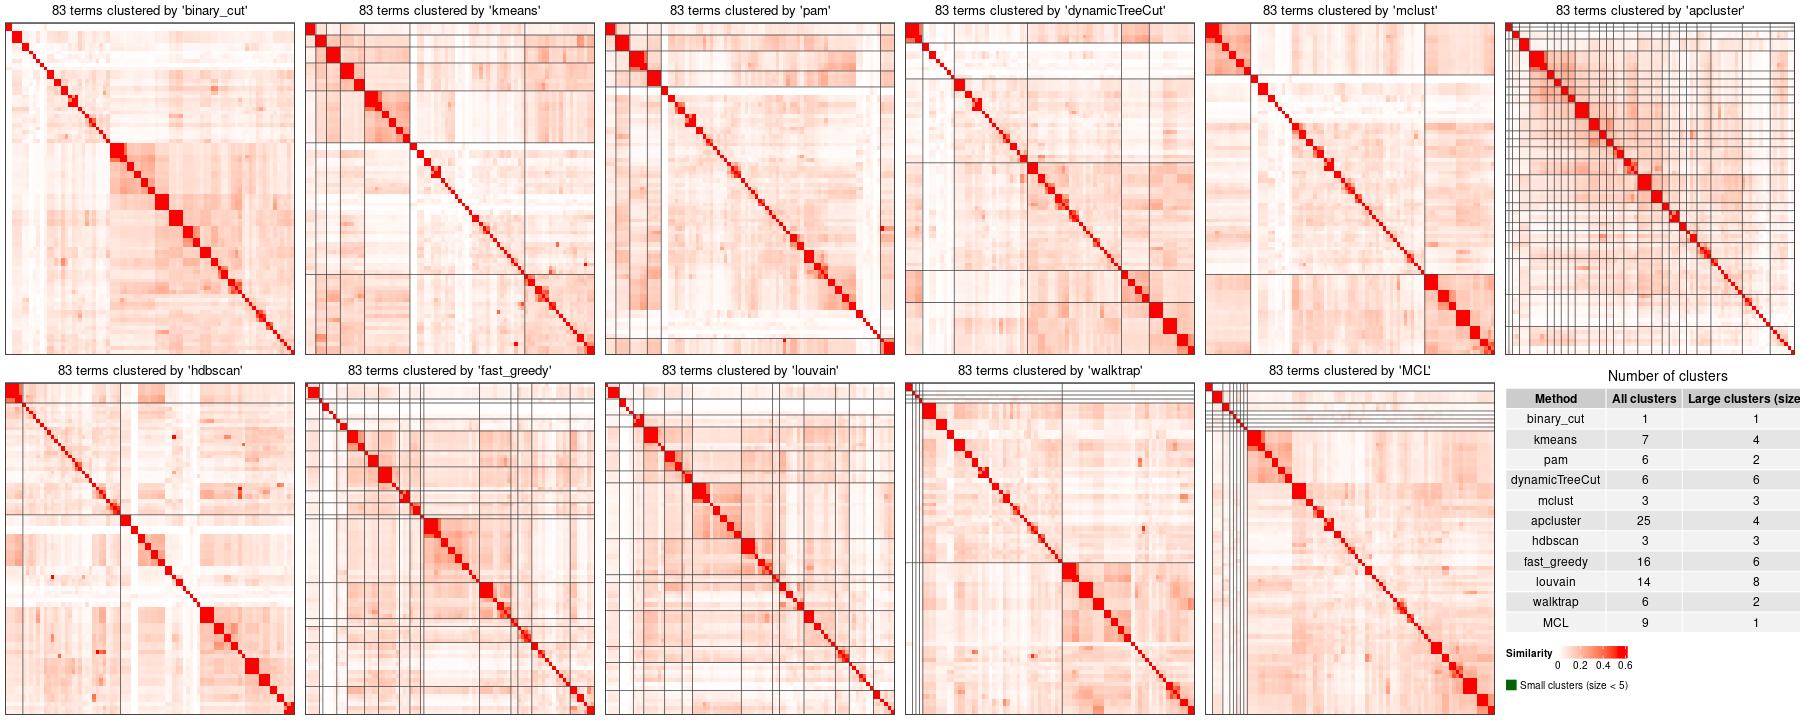 83 terms clustered by 'binary_cut'
83 terms clustered by 'kmeans'
83 terms clustered by 'pam'
83 terms clustered by 'dynamicTreeCut'
83 terms clustered by 'mclust'
83 terms clustered by 'apcluster'
83 terms clustered by 'hdbscan'
83 terms clustered by 'fast_greedy'
83 terms clustered by 'louvain'
83 terms clustered by 'walktrap'
83 terms clustered by 'MCL'
Number of clusters
Method All clusters Large clusters (size
binary_cut 1 1
kmeans 7 4
pam 6 2
dynamicTreeCut 6 6
mclust 3 3
apcluster 25 4
hdbscan 3 3
fast_greedy 16 6
louvain 14 8
walktrap 6 2
MCL 9 1
Similarity
0 0.2 0.4 0.6
Small clusters (size < 5)